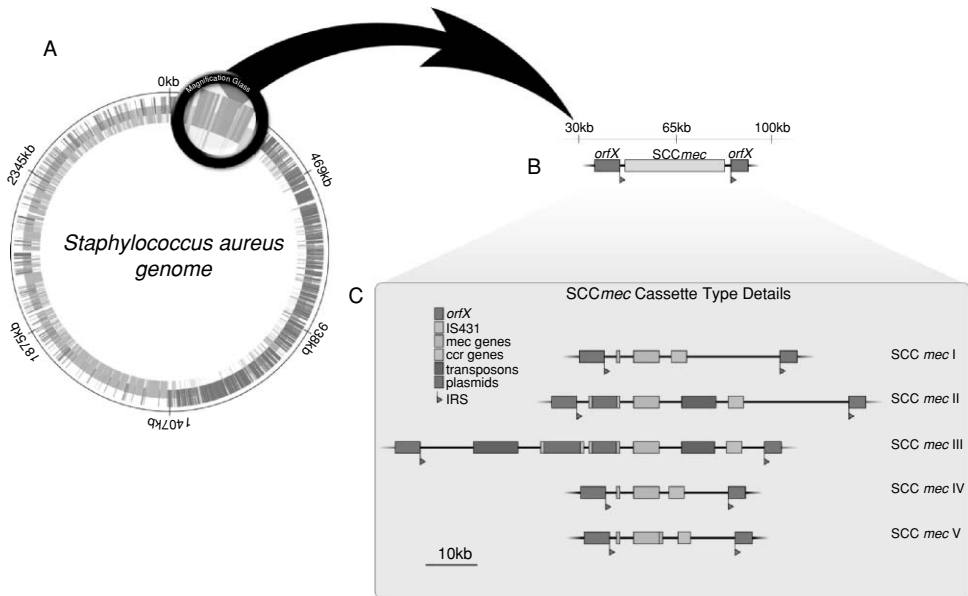 A
0kb
Magnification Glass
469kb
938kb
1407kb
1875kb
2345kb
Staphylococcus aureus
genome
30kb
65kb
100kb
B
orfX
SCCmec
orfX
C
SCCmec Cassette Type Details
orfX
IS431
mec genes
ccr genes
transposons
plasmids
IRS
SCC mec I
SCC mec II
SCC mec III
SCC mec IV
SCC mec V
10kb